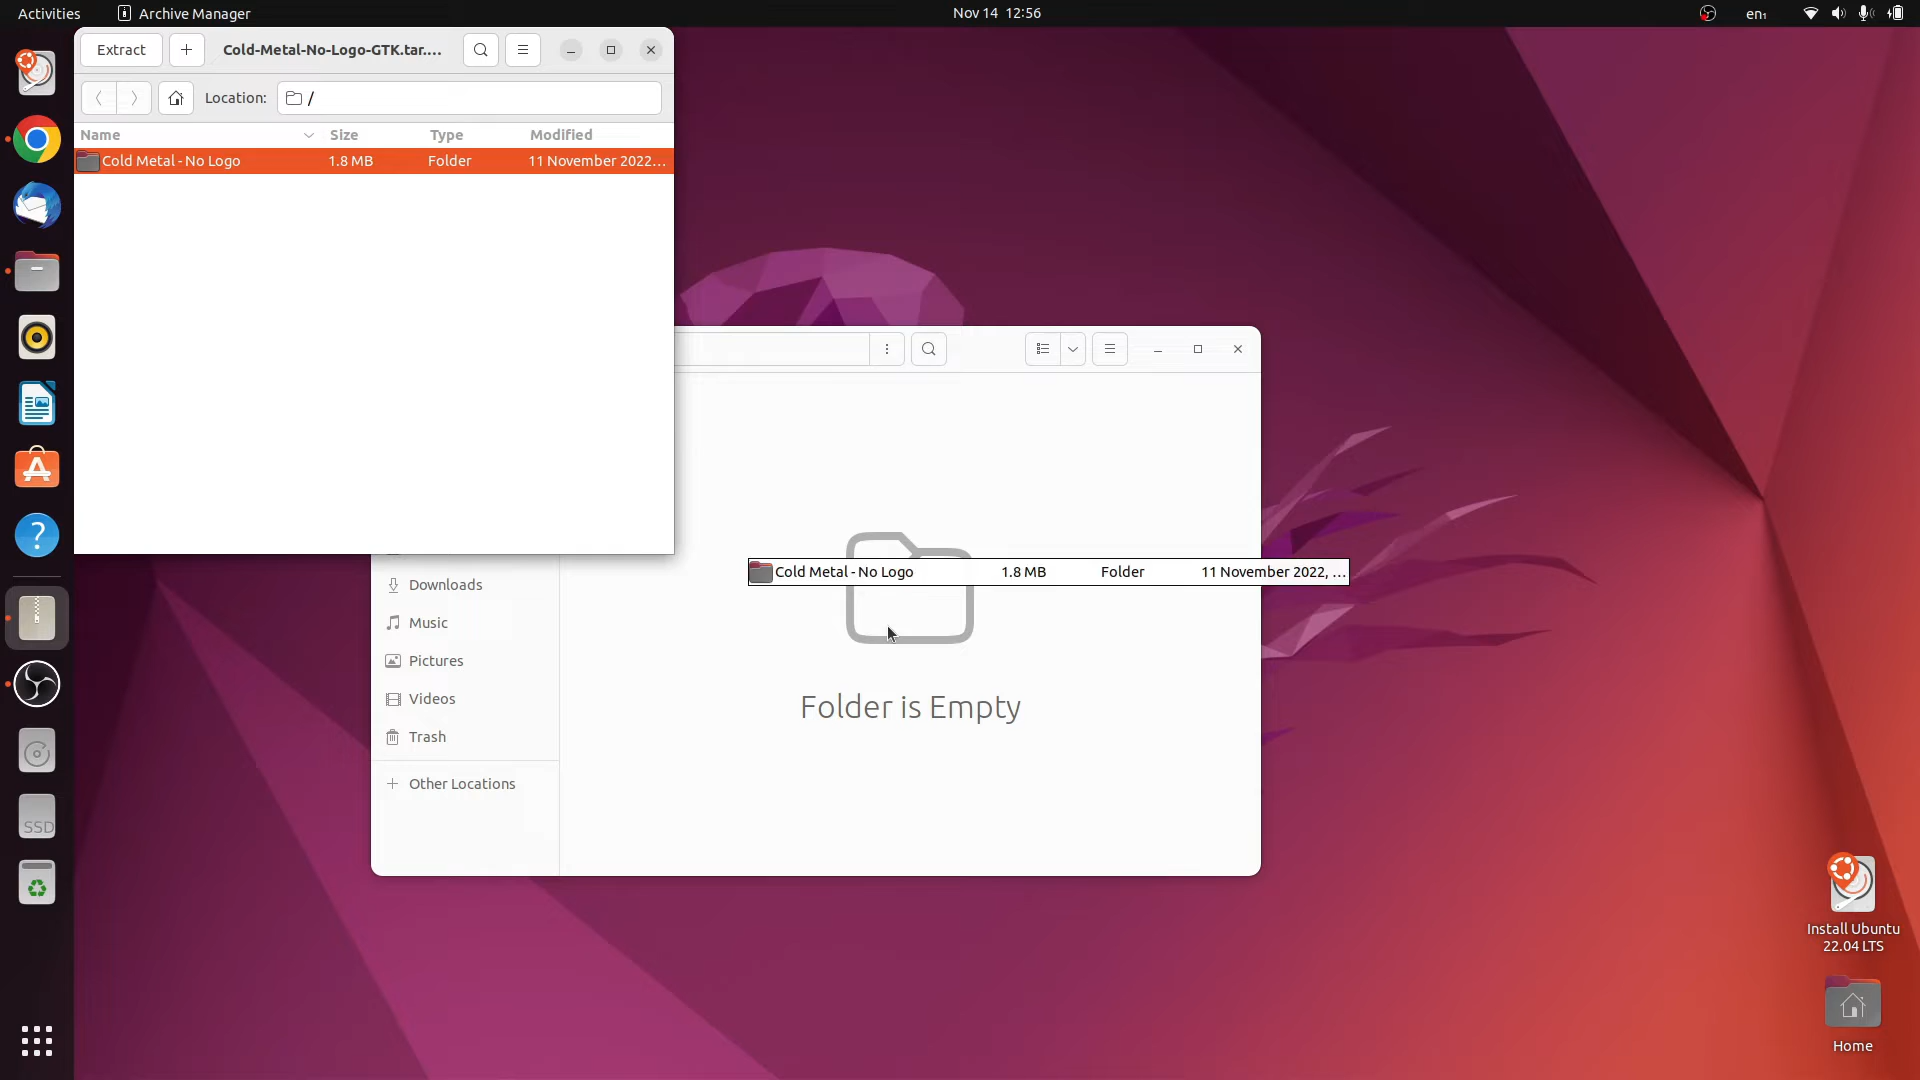 Activities
Archive Manager
Nov 14 12:56
en₁
Extract
Cold-Metal-No-Logo-GTK.tar....
Location:
/
Name Size Type Modified
Cold Metal - No Logo 1.8 MB Folder 11 November 2022...
Cold Metal - No Logo 1.8 MB Folder 11 November 2022, ...
Downloads
Music
Pictures
Videos
Trash
Other Locations
Folder is Empty
SSD
Install Ubuntu
22.04 LTS
Home